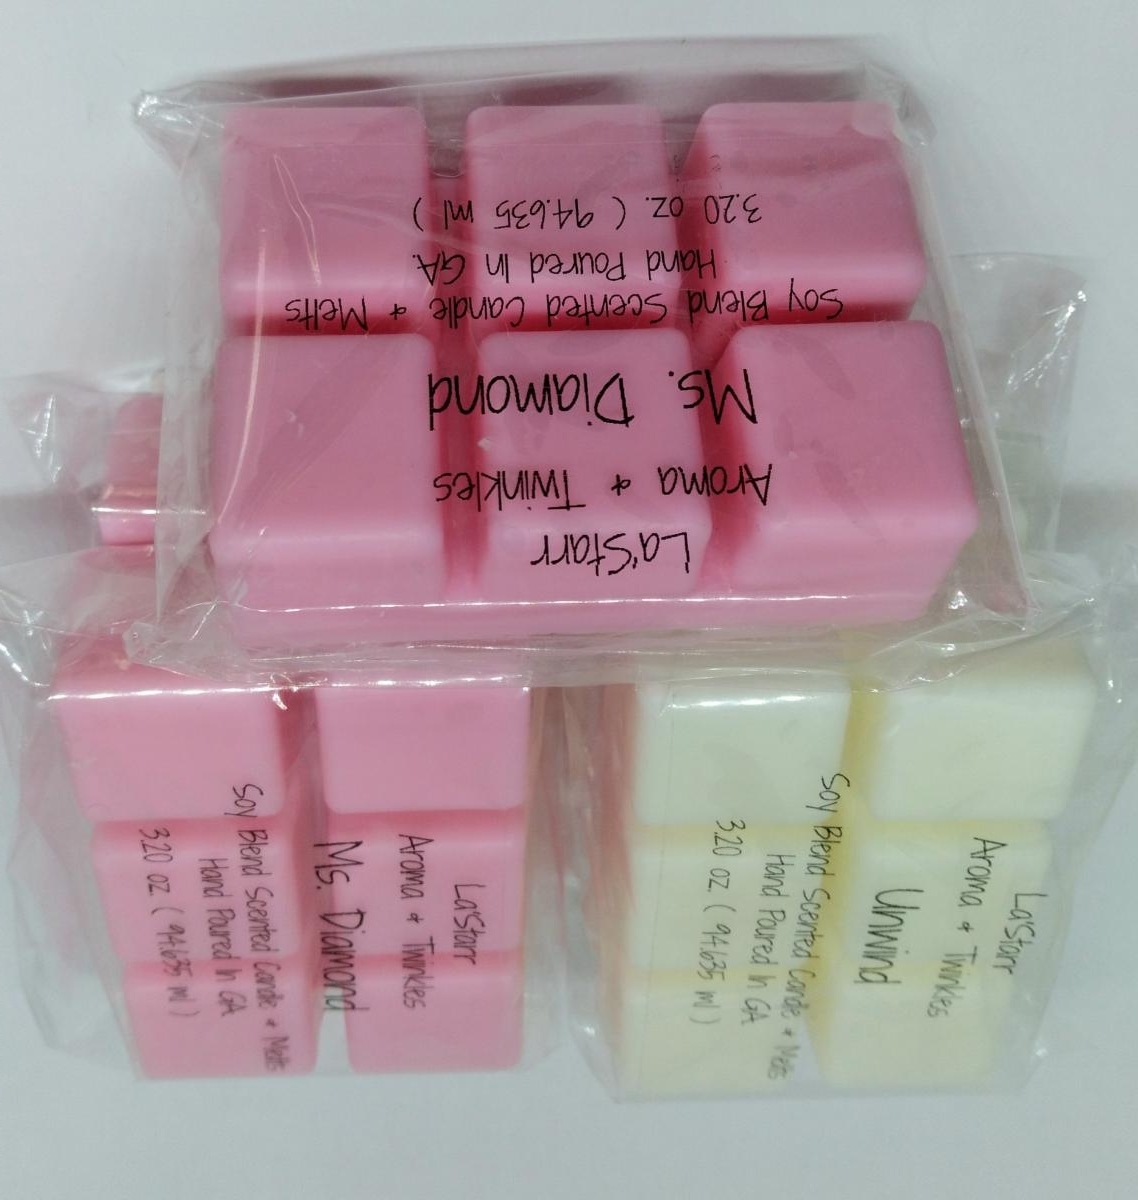 La'Starr
Aroma & Twinkles
Ms. Diamond
Soy Blend Scented Candle & Melts
Hand Poured In GA.
3.20 oz. ( 94.635 ml )
La'Starr
Aroma & Twinkles
Ms. Diamond
Soy Blend Scented Candle & Melts
Hand Poured In GA
3.20 oz. ( 94.635 ml )
La'Starr
Aroma & Twinkles
Unwind
Soy Blend Scented Candle & Melts
Hand Poured In GA
3.20 oz. ( 94.635 ml )